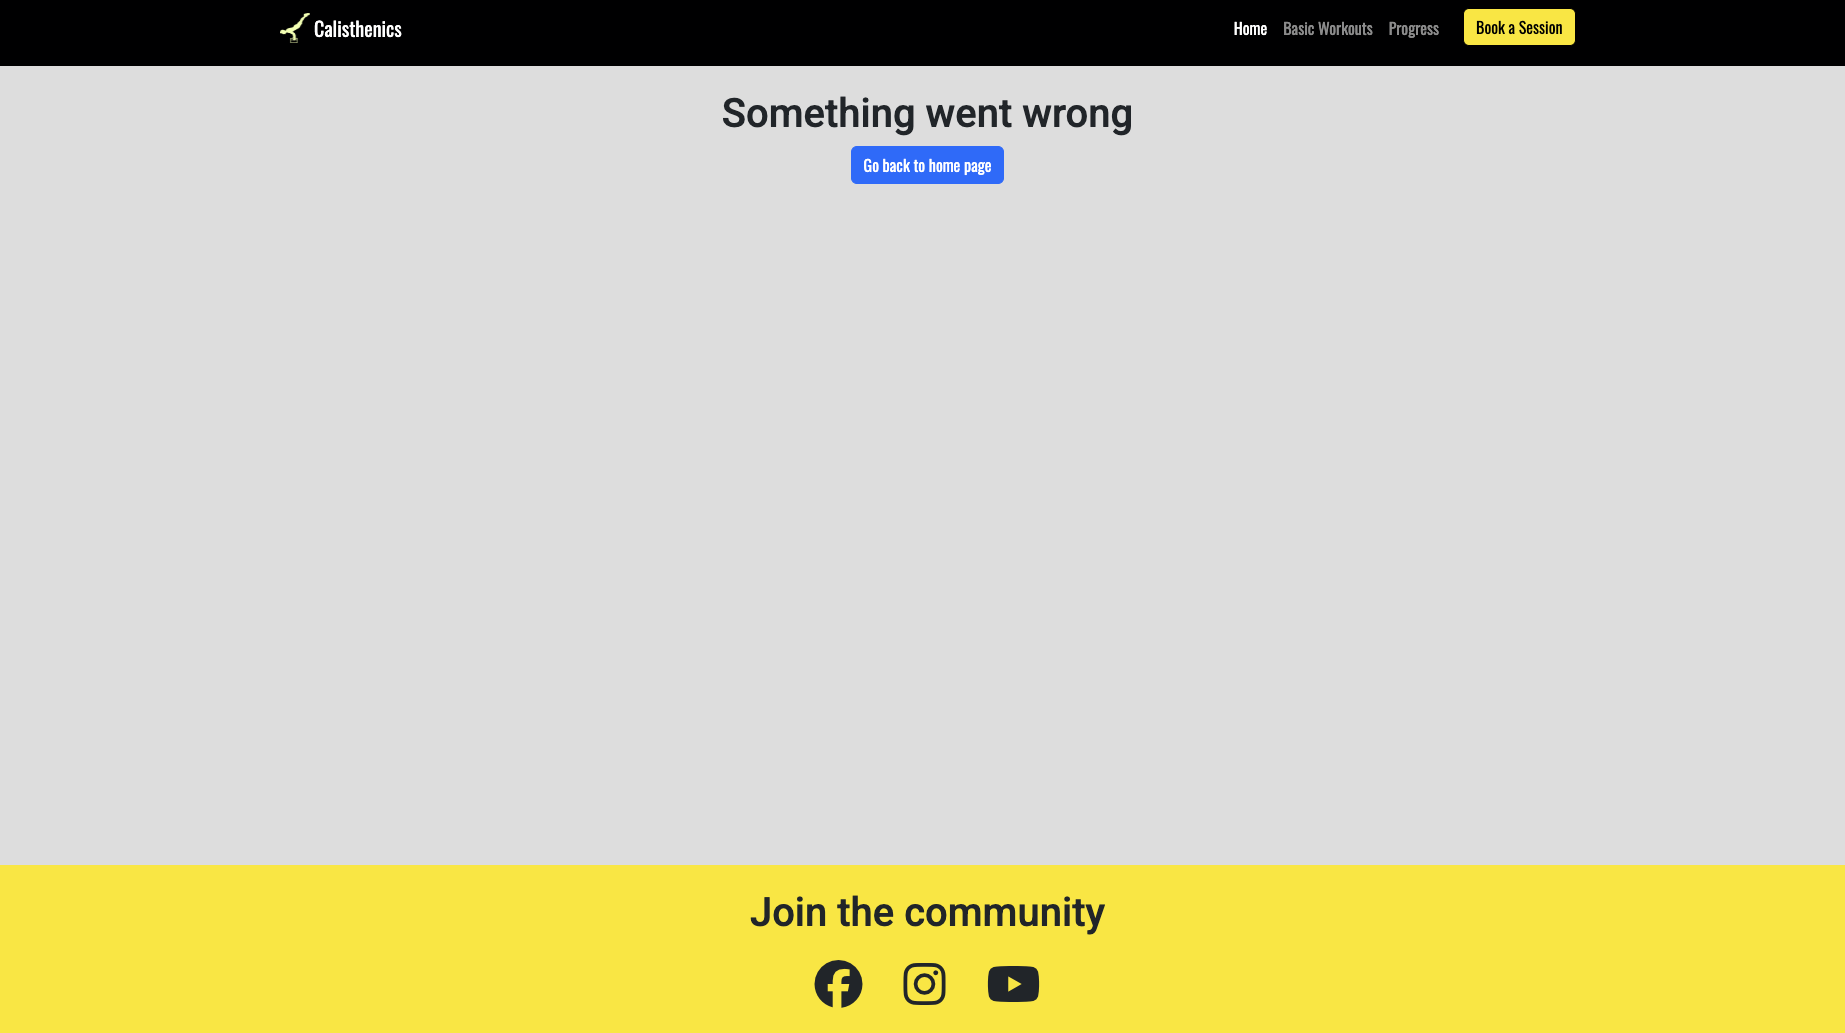 Calisthenics
Home Basic Workouts Progress Book a Session
Something went wrong
Go back to home page
Join the community